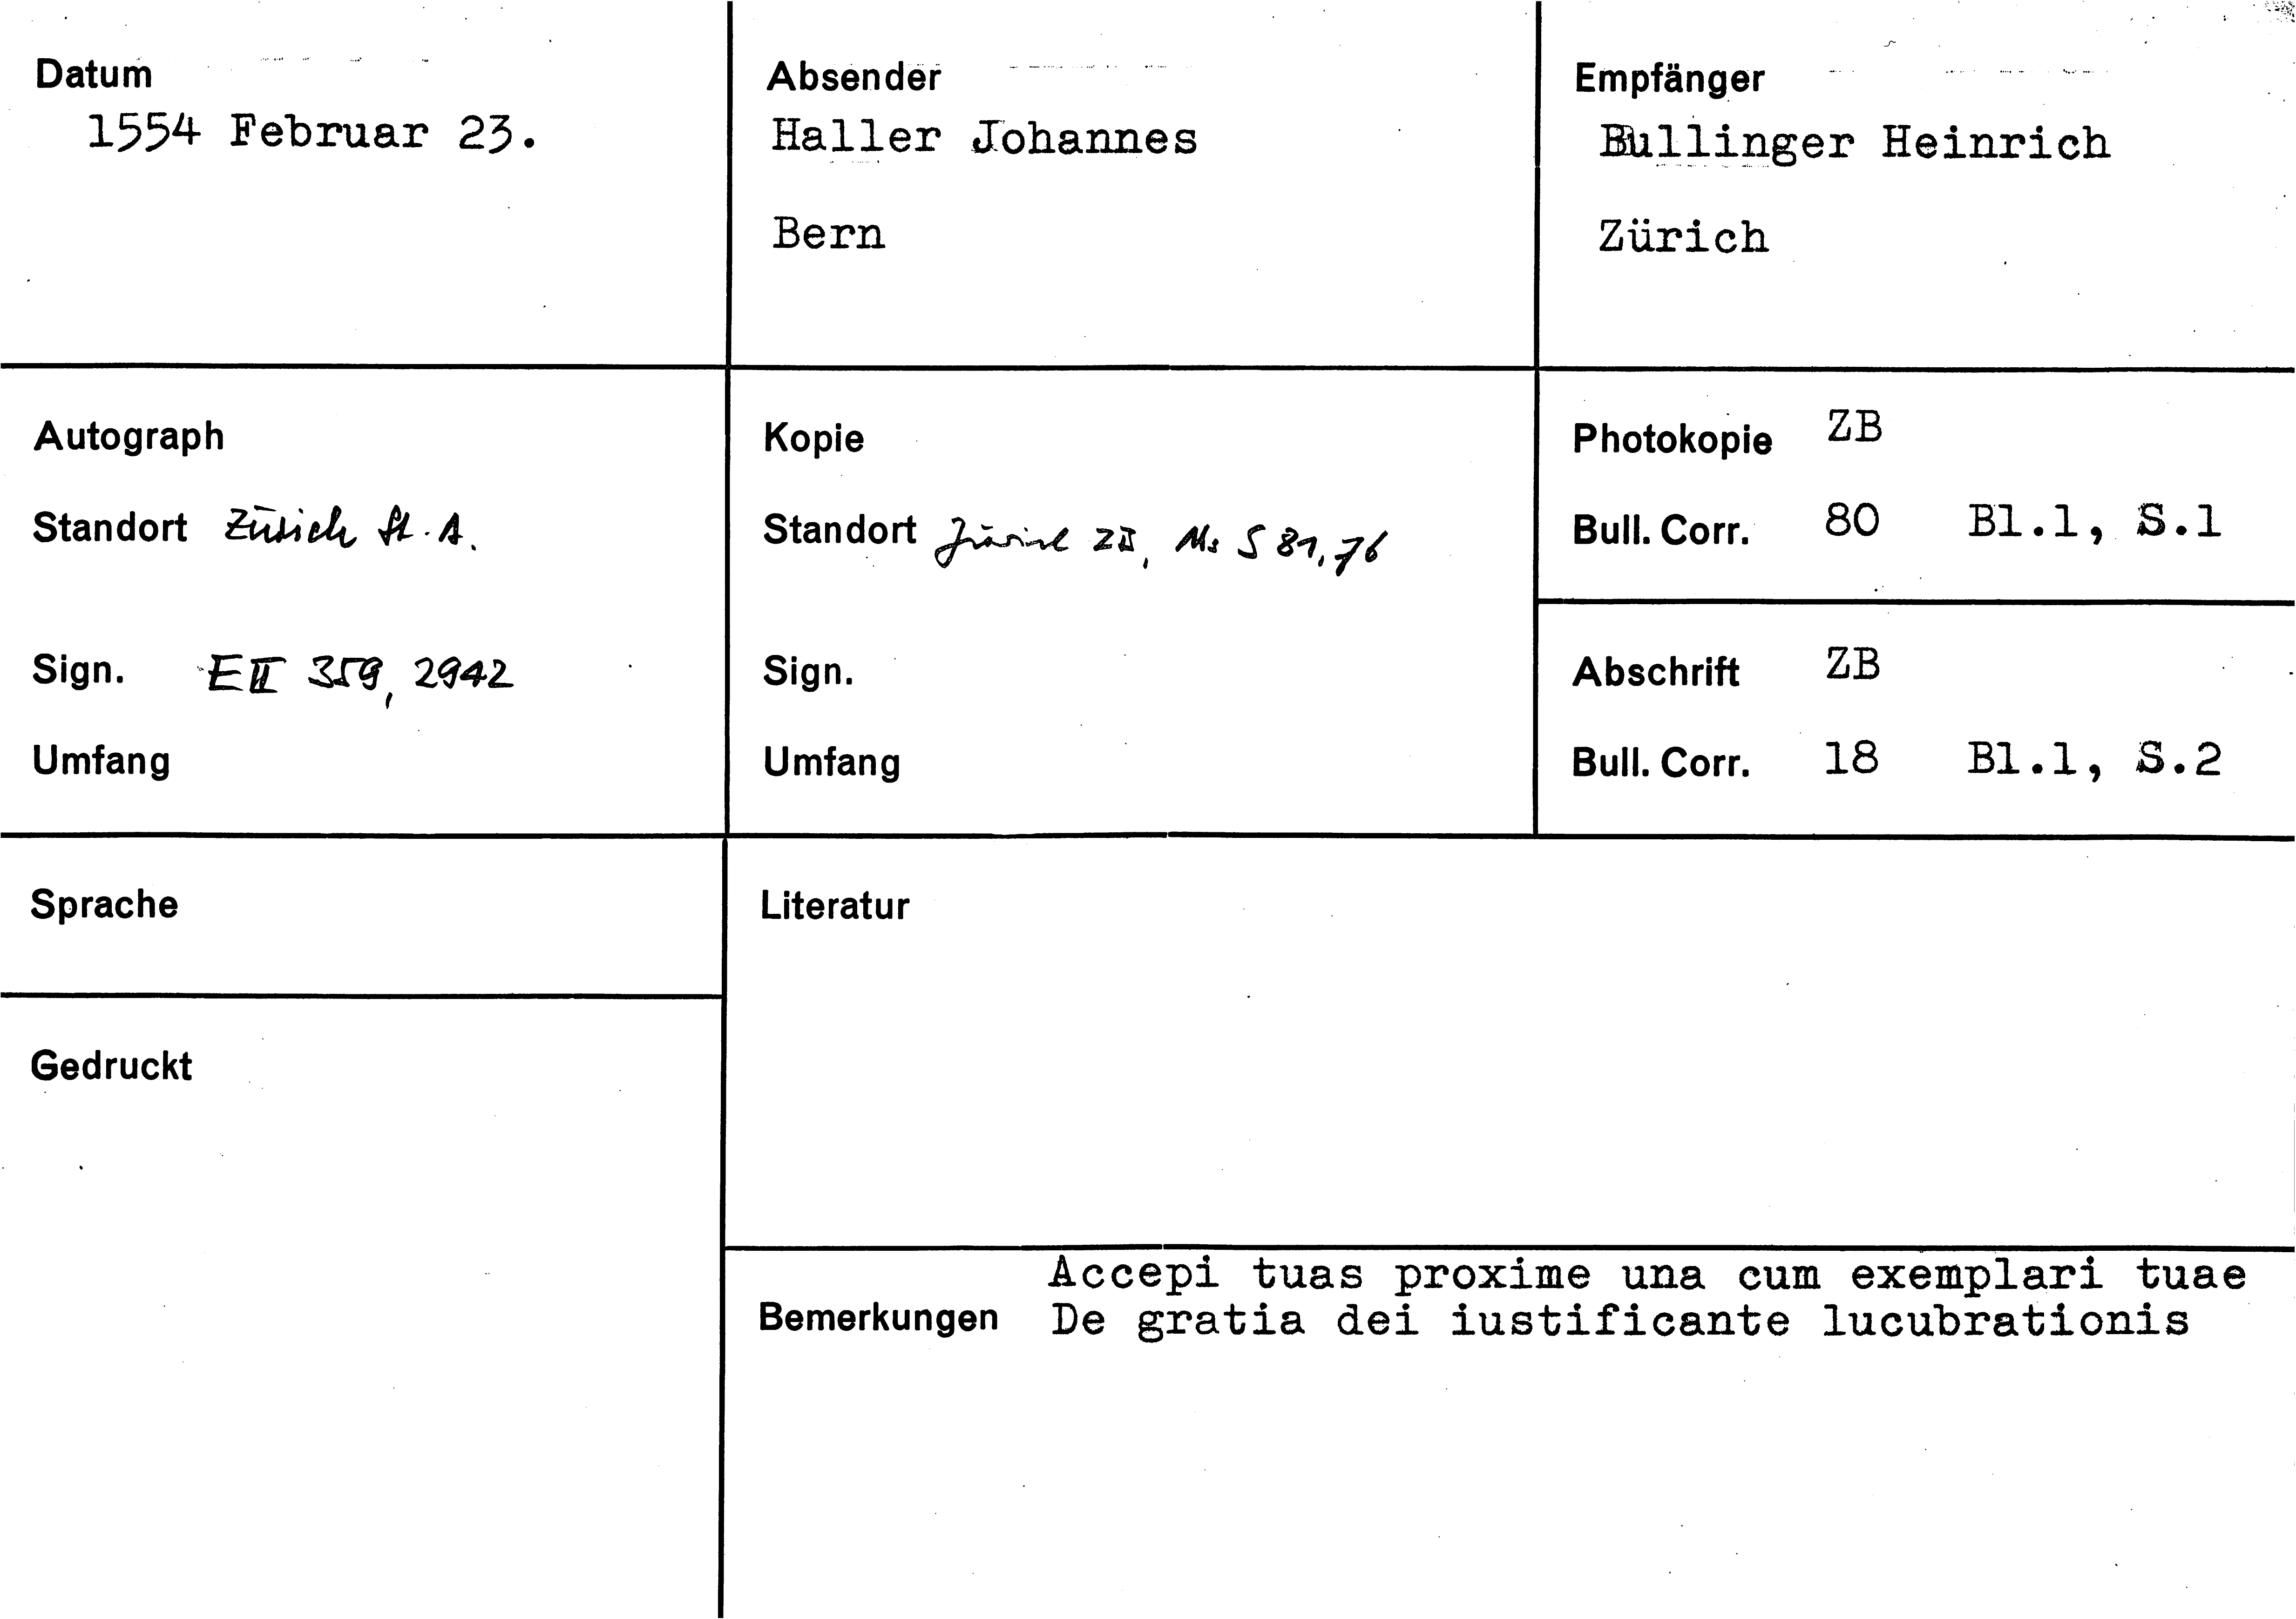 Datum
1554 Februar 23.
Absender
Haller Johannes
Bern
Empfänger
Bullinger Heinrich
Zürich
Autograph
Standort Zürich St. A.
Sign. E II 359, 2942
Umfang
Kopie
Standort Zürich ZB, Ms S 81, 76
Sign.
Umfang
Photokopie ZB
Bull. Corr. 80 Bl.1, S.1
Abschrift ZB
Bull. Corr. 18 Bl.1, S.2
Sprache
Gedruckt
Literatur
Accepi tuas proxime una cum exemplari tuae
Bemerkungen De gratia dei iustificante lucubrationis